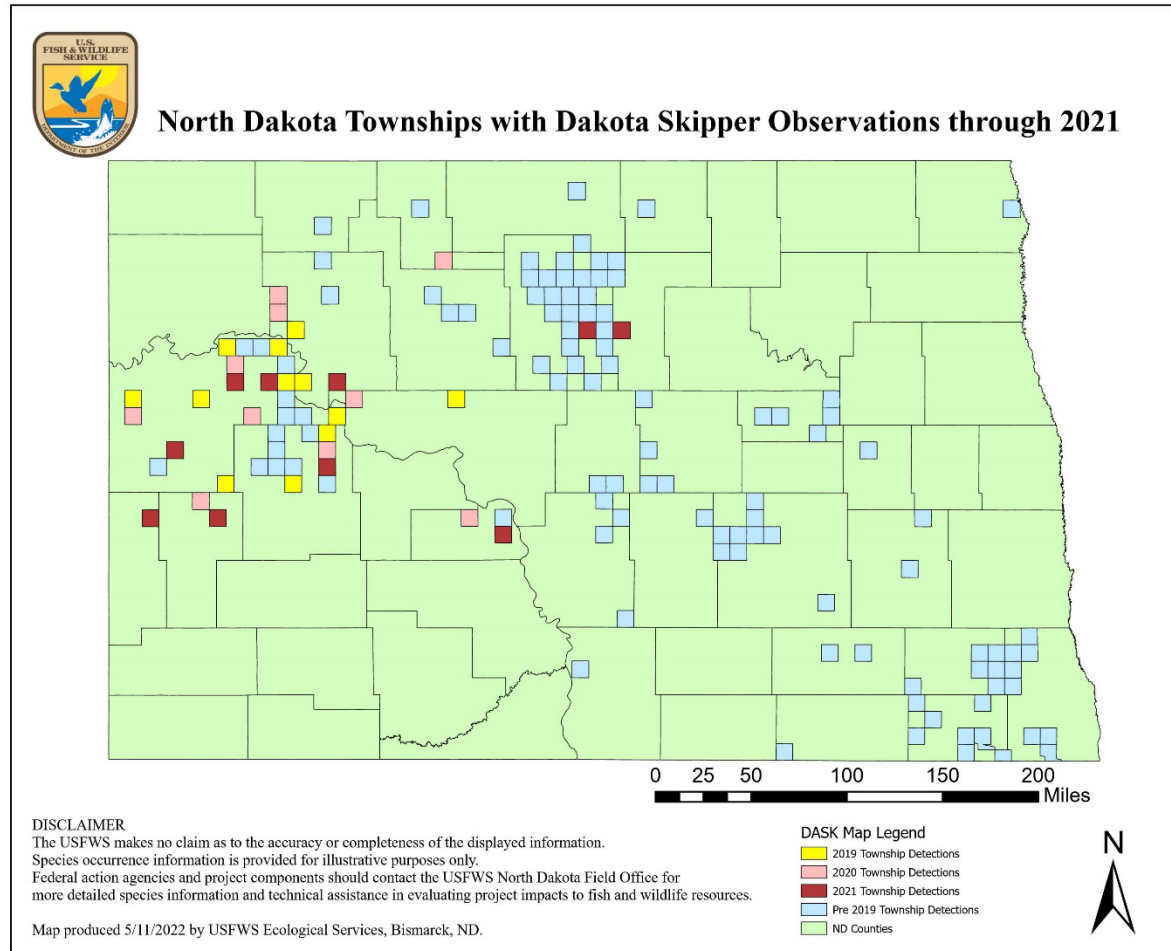 U.S.
FISH & WILDLIFE
SERVICE
DEPARTMENT OF THE INTERIOR
North Dakota Townships with Dakota Skipper Observations through 2021
0 25 50 100 150 200
Miles
DISCLAIMER
The USFWS makes no claim as to the accuracy or completeness of the displayed information.
Species occurrence information is provided for illustrative purposes only.
Federal action agencies and project components should contact the USFWS North Dakota Field Office for
more detailed species information and technical assistance in evaluating project impacts to fish and wildlife resources.
Map produced 5/11/2022 by USFWS Ecological Services, Bismarck, ND.
DASK Map Legend
2019 Township Detections
2020 Township Detections
2021 Township Detections
Pre 2019 Township Detections
ND Counties
N